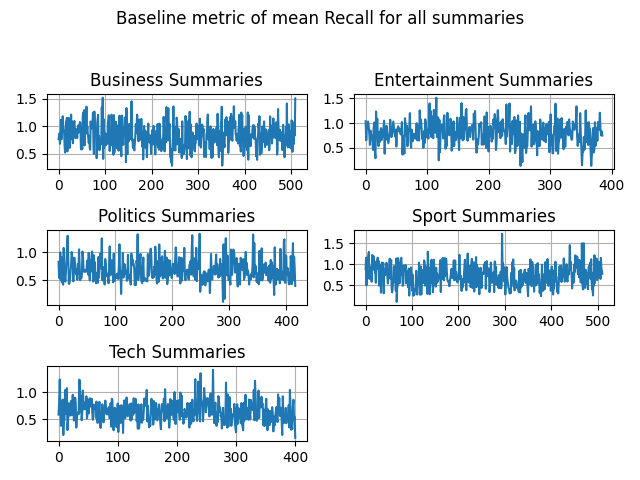 Baseline metric of mean Recall for all summaries
Business Summaries
1.5
1.0
0.5
0 100 200 300 400 500
Entertainment Summaries
1.5
1.0
0.5
0 100 200 300 400
Politics Summaries
1.0
0.5
0 100 200 300 400
Sport Summaries
1.5
1.0
0.5
0 100 200 300 400 500
Tech Summaries
1.0
0.5
0 100 200 300 400